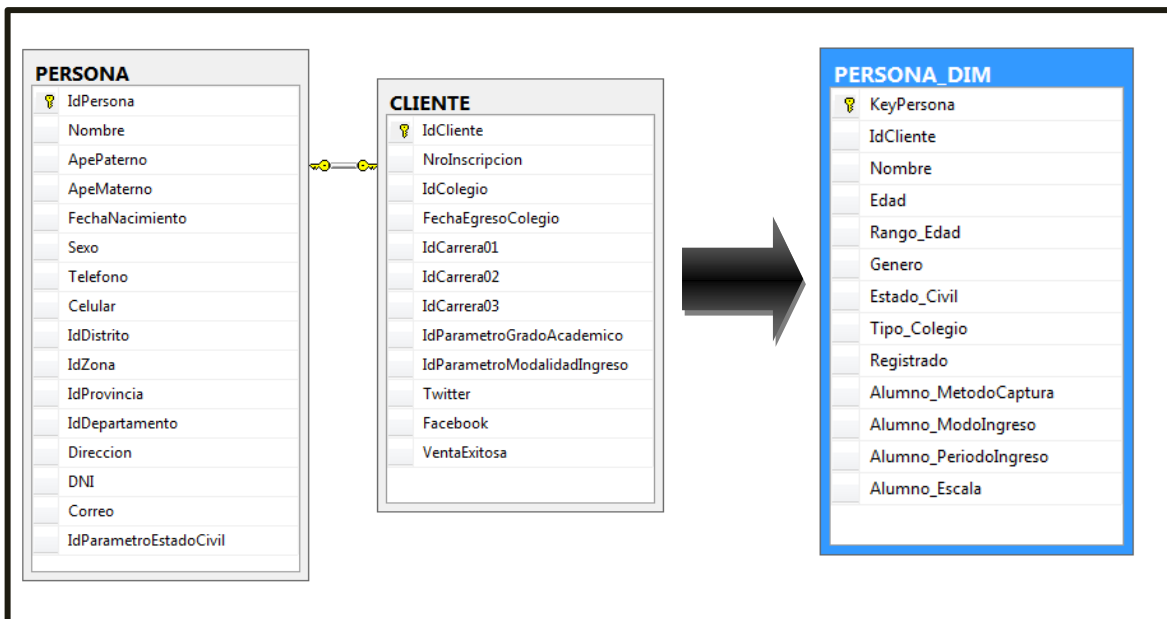 PERSONA
IdPersona
Nombre
ApePaterno
ApeMaterno
FechaNacimiento
Sexo
Telefono
Celular
IdDistrito
IdZona
IdProvincia
IdDepartamento
Direccion
DNI
Correo
IdParametroEstadoCivil
CLIENTE
IdCliente
NroInscripcion
IdColegio
FechaEgresoColegio
IdCarrera01
IdCarrera02
IdCarrera03
IdParametroGradoAcademico
IdParametroModalidadIngreso
Twitter
Facebook
VentaExitosa
PERSONA_DIM
KeyPersona
IdCliente
Nombre
Edad
Rango_Edad
Genero
Estado_Civil
Tipo_Colegio
Registrado
Alumno_MetodoCaptura
Alumno_ModoIngreso
Alumno_PeriodoIngreso
Alumno_Escala